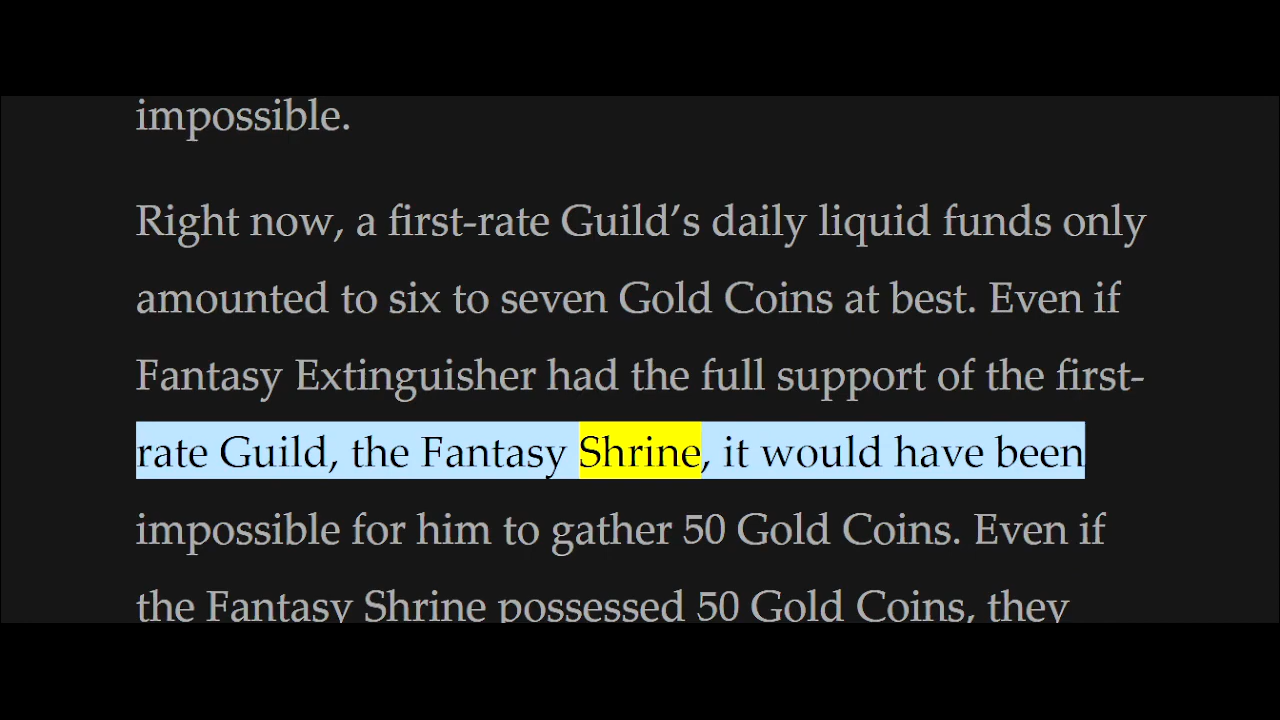 impossible.
Right now, a first-rate Guild’s daily liquid funds only
amounted to six to seven Gold Coins at best. Even if
Fantasy Extinguisher had the full support of the first-
rate Guild, the Fantasy Shrine, it would have been
impossible for him to gather 50 Gold Coins. Even if
the Fantasy Shrine possessed 50 Gold Coins, they